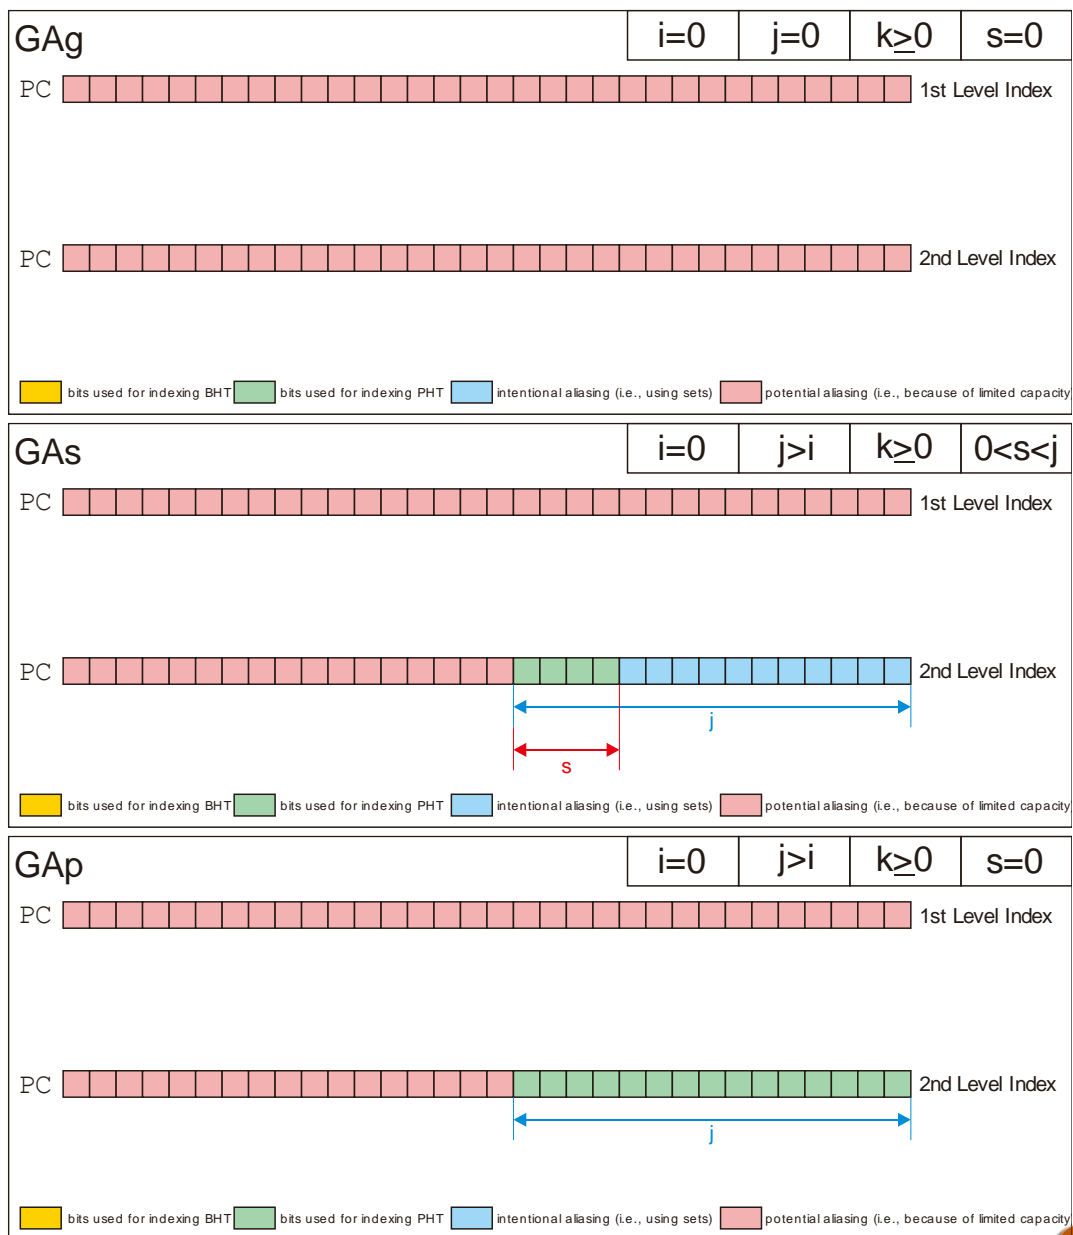 GAg i=0 j=0 k≥0 s=0
PC 1st Level Index
PC 2nd Level Index
bits used for indexing BHT bits used for indexing PHT intentional aliasing (i.e., using sets) potential aliasing (i.e., because of limited capacity)
GAs i=0 j>i k≥0 0<s<j
PC 1st Level Index
PC 2nd Level Index
j
s
bits used for indexing BHT bits used for indexing PHT intentional aliasing (i.e., using sets) potential aliasing (i.e., because of limited capacity)
GAp i=0 j>i k≥0 s=0
PC 1st Level Index
PC 2nd Level Index
j
bits used for indexing BHT bits used for indexing PHT intentional aliasing (i.e., using sets) potential aliasing (i.e., because of limited capacity)